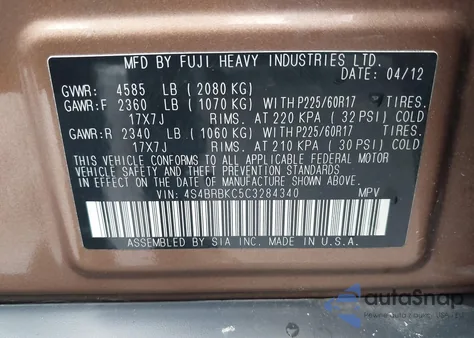 MFD BY FUJI HEAVY INDUSTRIES LTD.
DATE: 04/12
GVWR: 4585 LB (2080 KG)
GAWR:F 2360 LB (1070 KG) WITH P225/60R17 TIRES.
17X7J RIMS. AT 220 KPA (32 PSI) COLD
GAWR:R 2340 LB (1060 KG) WITH P225/60R17 TIRES.
17X7J RIMS. AT 210 KPA (30 PSI) COLD
THIS VEHICLE CONFORMS TO ALL APPLICABLE FEDERAL MOTOR
VEHICLE SAFETY, BUMPER, AND THEFT PREVENTION STANDARDS
IN EFFECT ON THE DATE OF MANUFACTURE SHOWN ABOVE.
VIN: 4S4BRBKC5C3284340 MPV
ASSEMBLED BY SIA INC. IN U.S.A.
autoSnap